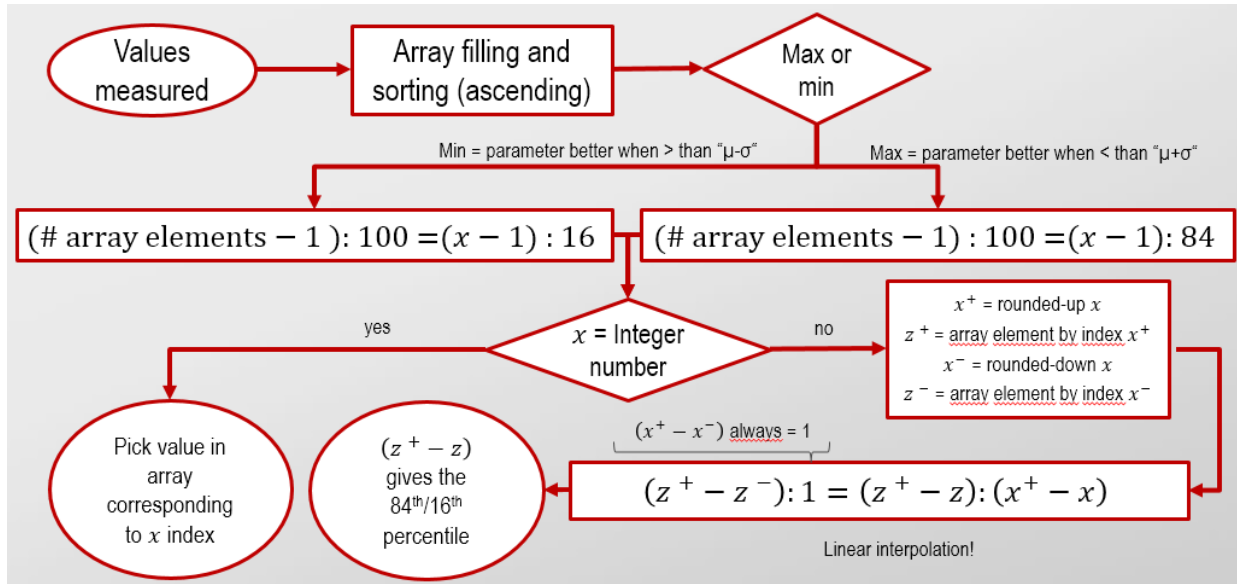 Values
measured
Array filling and
sorting (ascending)
Max or
min
Min = parameter better when > than “μ-σ“
Max = parameter better when < than “μ+σ“
(# array elements − 1 ): 100 =(x − 1) : 16
(# array elements − 1) : 100 =(x − 1): 84
yes
x = Integer
number
no
x⁺ = rounded-up x
z ⁺ = array element by index x⁺
x⁻ = rounded-down x
z ⁻ = array element by index x⁻
Pick value in
array
corresponding
to x index
(z ⁺ − z)
gives the
84th/16th
percentile
(x⁺ − x⁻) always = 1
(z ⁺ − z ⁻): 1 = (z ⁺ − z): (x⁺ − x)
Linear interpolation!